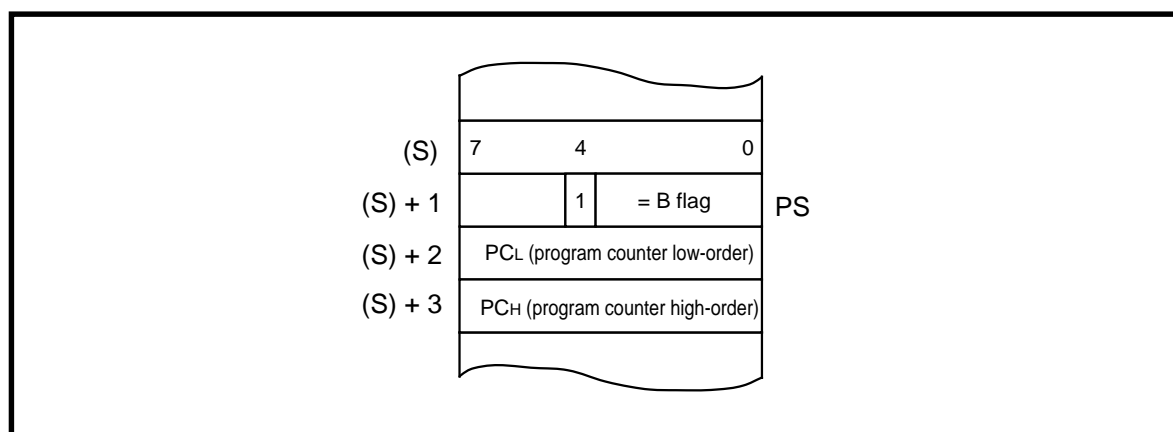 (S) 7 4 0
(S) + 1 1 = B flag PS
(S) + 2 PCL (program counter low-order)
(S) + 3 PCH (program counter high-order)